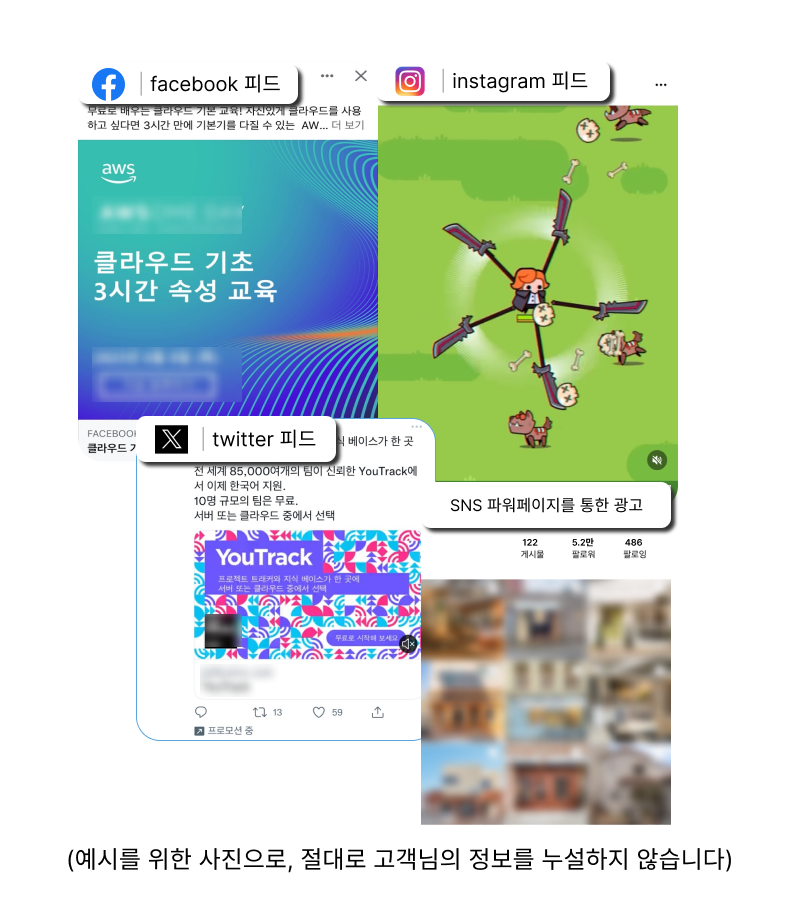 facebook 피드
무료로 배우는 클라우드 기본 교육! 자신있게 클라우드를 사용
하고 싶다면 3시간 만에 기본기를 다질 수 있는 AW... 더 보기
aws
클라우드 기초
3시간 속성 교육
FACEBOOK
클라우드 기
instagram 피드
twitter 피드
식 베이스가 한 곳
전 세계 85,000여개의 팀이 신뢰한 YouTrack에
서 이제 한국어 지원.
10명 규모의 팀은 무료.
서버 또는 클라우드 중에서 선택
YouTrack
프로젝트 트래커와 지식 베이스가 한 곳에
서버 또는 클라우드 중에서 선택
무료로 시작해 보세요
13
59
프로모션 중
SNS 파워페이지를 통한 광고
122
5.2만
486
게시물
팔로워
팔로잉
(예시를 위한 사진으로, 절대로 고객님의 정보를 누설하지 않습니다)